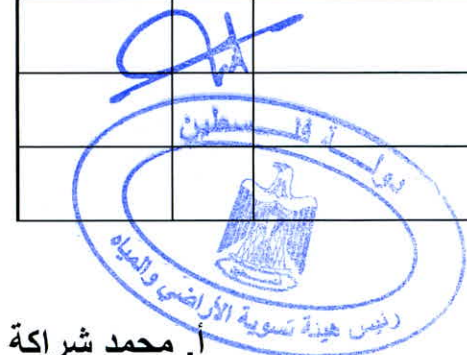 دولة فلسطين
رئيس هيئة تسوية الأراضي والمياه
أ. محمد شراكة